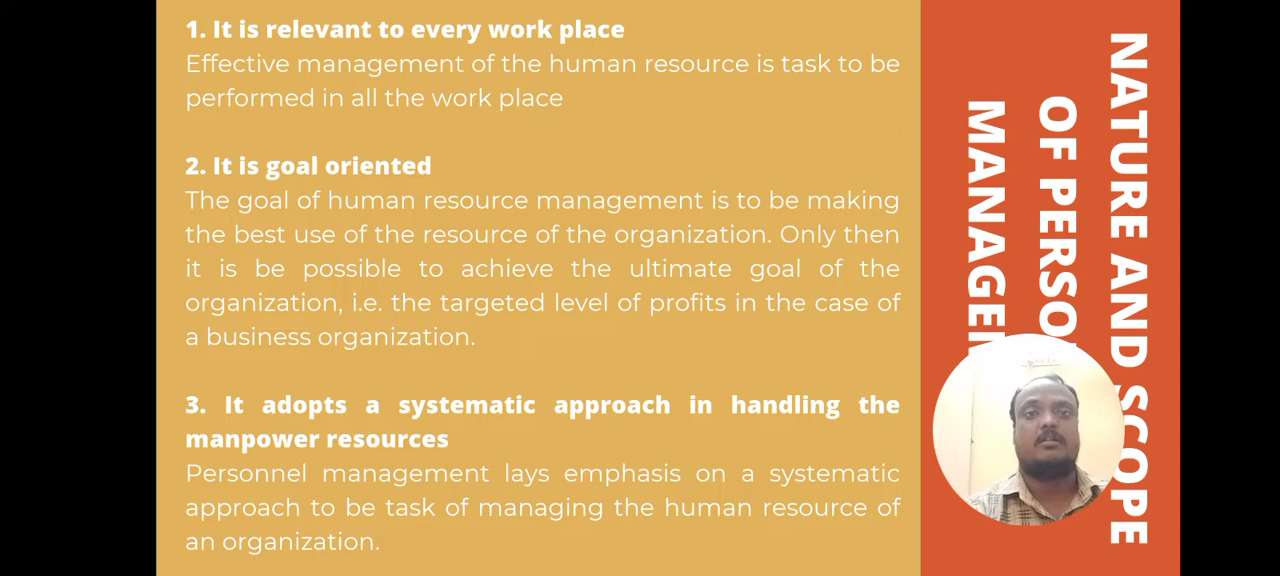 1. It is relevant to every work place
Effective management of the human resource is task to be
performed in all the work place
2. It is goal oriented
The goal of human resource management is to be making
the best use of the resource of the organization. Only then
it is be possible to achieve the ultimate goal of the
organization, i.e. the targeted level of profits in the case of
a business organization.
3. It adopts a systematic approach in handling the
manpower resources
Personnel management lays emphasis on a systematic
approach to be task of managing the human resource of
an organization.
NATURE AND SCOPE
OF